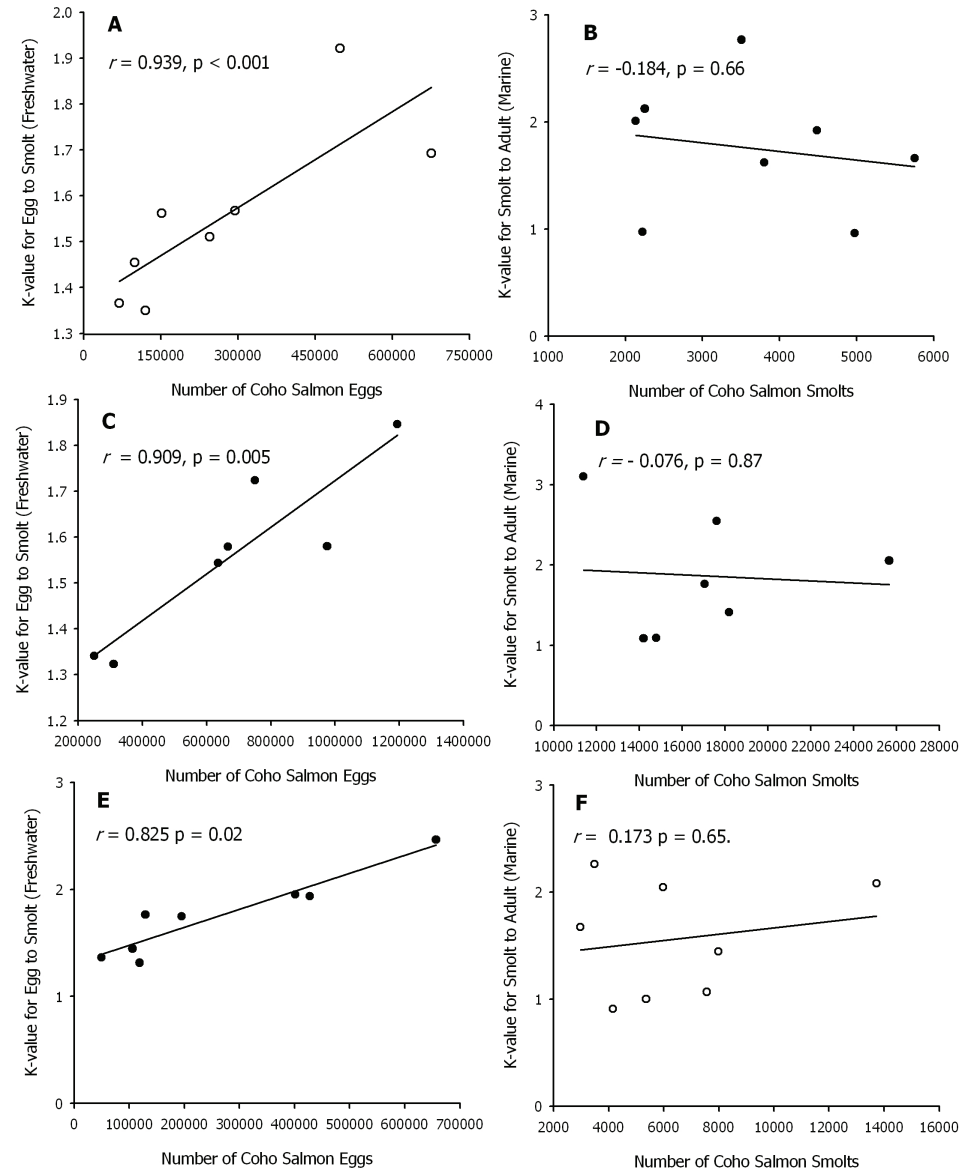 A
r = 0.939, p < 0.001
K-value for Egg to Smolt (Freshwater)
2.0
1.9
1.8
1.7
1.6
1.5
1.4
1.3
0 150000 300000 450000 600000 750000
Number of Coho Salmon Eggs
B
r = -0.184, p = 0.66
K-value for Smolt to Adult (Marine)
3
2
1
0
1000 2000 3000 4000 5000 6000
Number of Coho Salmon Smolts
C
r = 0.909, p = 0.005
K-value for Egg to Smolt (Freshwater)
1.9
1.8
1.7
1.6
1.5
1.4
1.3
1.2
200000 400000 600000 800000 1000000 1200000 1400000
Number of Coho Salmon Eggs
D
r = - 0.076, p = 0.87
K-value for Smolt to Adult (Marine)
4
3
2
1
0
10000 12000 14000 16000 18000 20000 22000 24000 26000 28000
Number of Coho Salmon Smolts
E
r = 0.825 p = 0.02
K-value for Egg to Smolt (Freshwater)
3
2
1
0
0 100000 200000 300000 400000 500000 600000 700000
Number of Coho Salmon Eggs
F
r = 0.173 p = 0.65.
K-value for Smolt to Adult (Marine)
3
2
1
0
2000 4000 6000 8000 10000 12000 14000 16000
Number of Coho Salmon Smolts